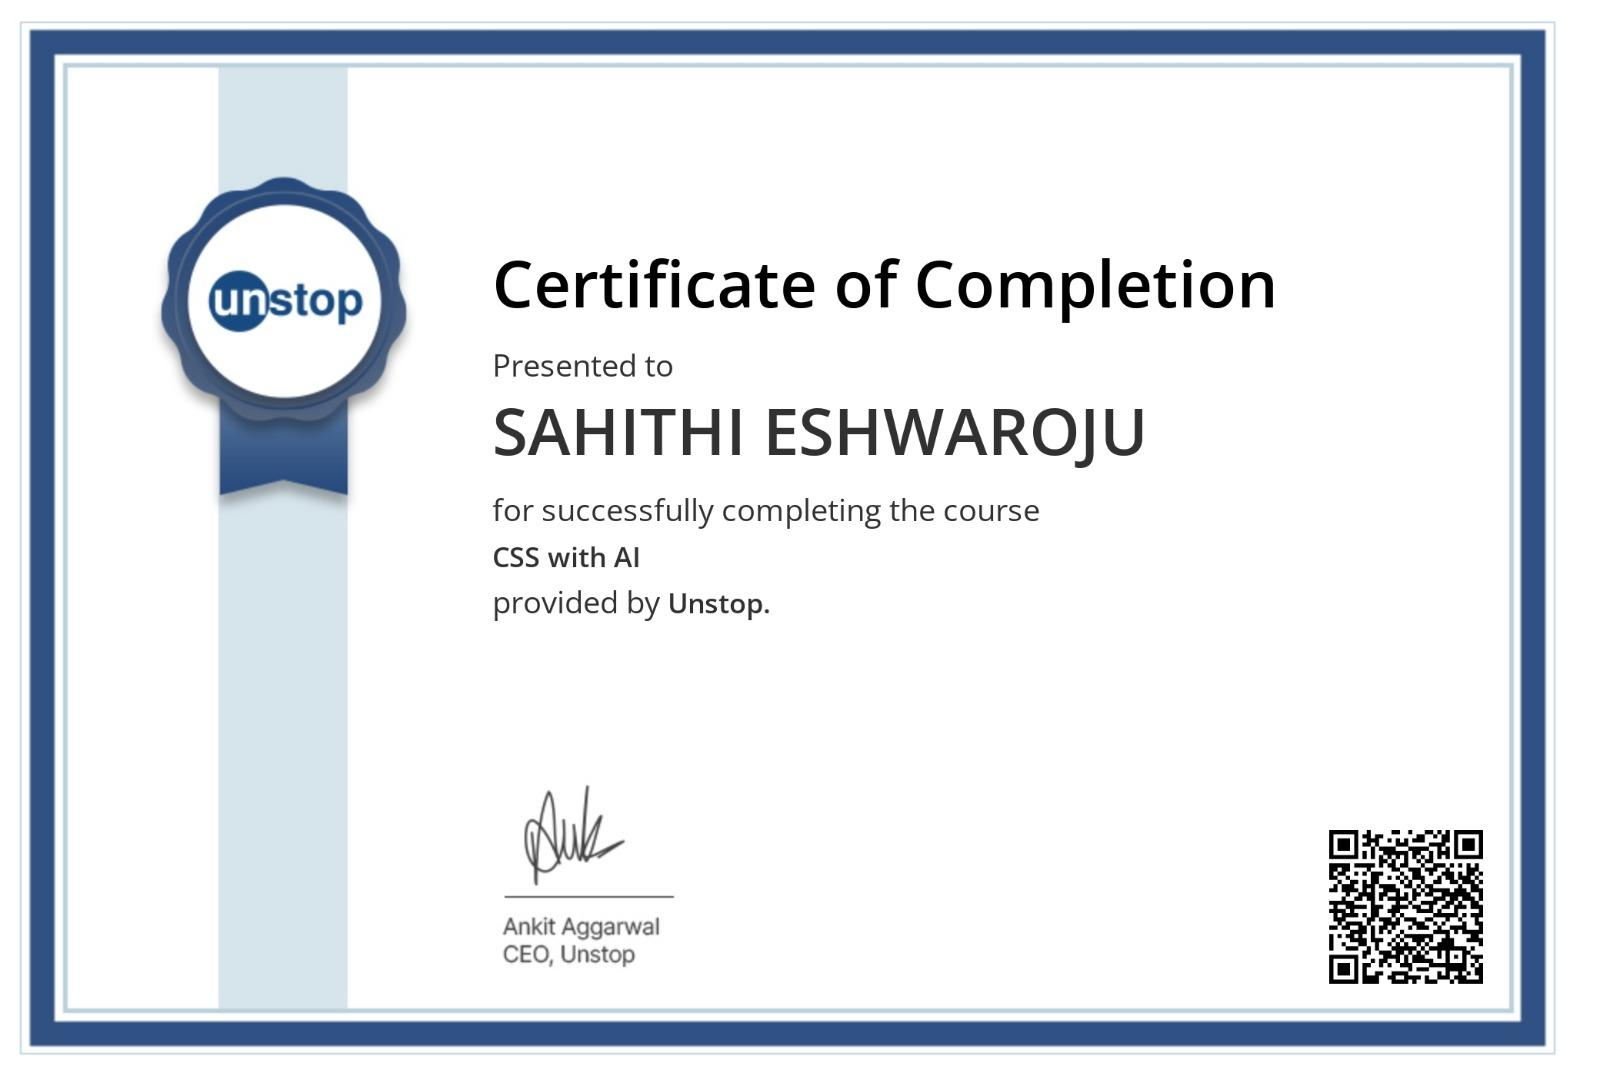 unstop
Certificate of Completion
Presented to
SAHITHI ESHWAROJU
for successfully completing the course
CSS with AI
provided by Unstop.
Ankit Aggarwal
CEO, Unstop